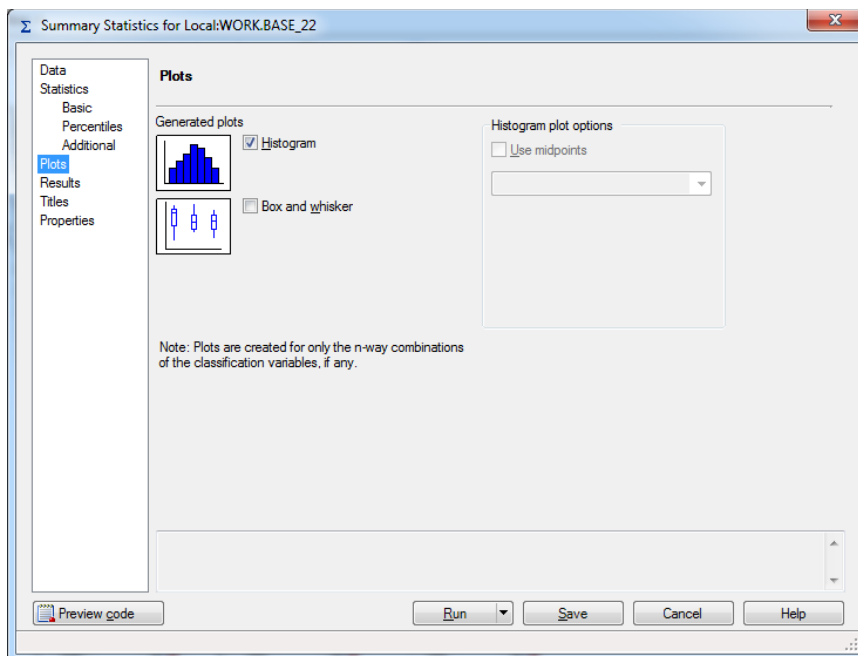 Summary Statistics for Local:WORK.BASE_22
Data
Statistics
Basic
Percentiles
Additional
Plots
Results
Titles
Properties
Plots
Generated plots
Histogram
Box and whisker
Histogram plot options
Use midpoints
Note: Plots are created for only the n-way combinations
of the classification variables, if any.
Preview code
Run
Save
Cancel
Help